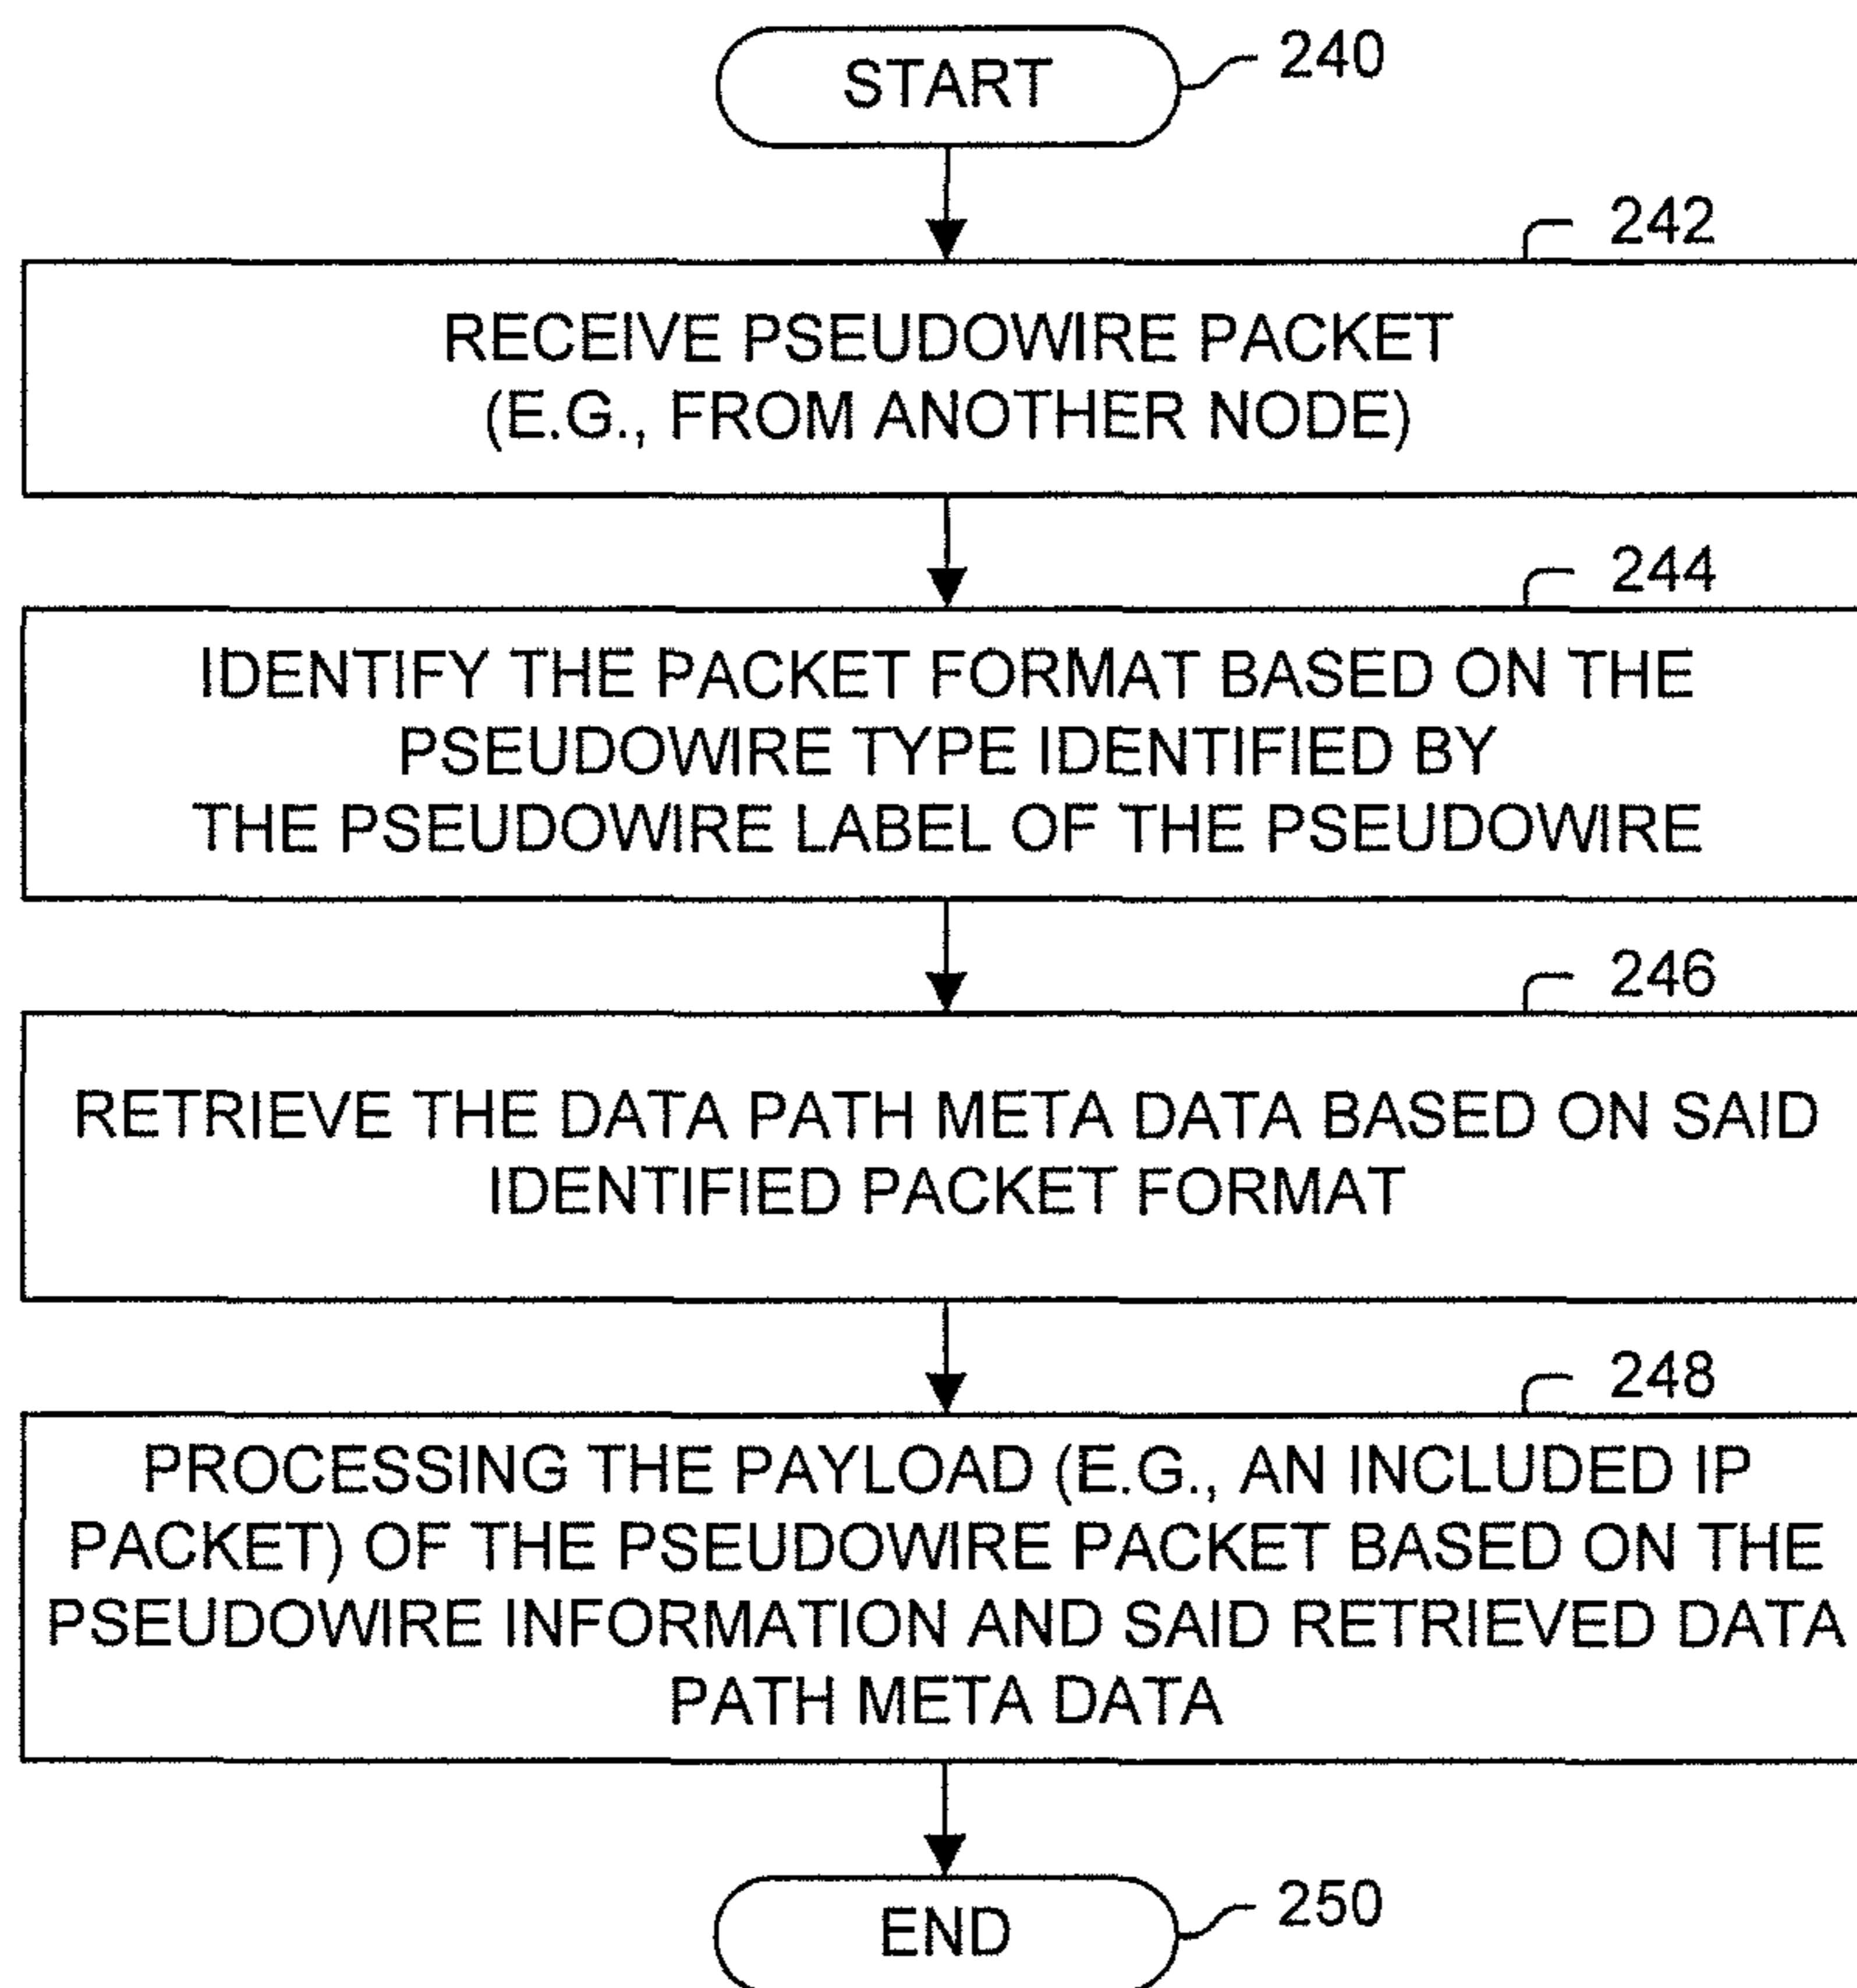 START
240
242
RECEIVE PSEUDOWIRE PACKET
(E.G., FROM ANOTHER NODE)
244
IDENTIFY THE PACKET FORMAT BASED ON THE
PSEUDOWIRE TYPE IDENTIFIED BY
THE PSEUDOWIRE LABEL OF THE PSEUDOWIRE
246
RETRIEVE THE DATA PATH META DATA BASED ON SAID
IDENTIFIED PACKET FORMAT
248
PROCESSING THE PAYLOAD (E.G., AN INCLUDED IP
PACKET) OF THE PSEUDOWIRE PACKET BASED ON THE
PSEUDOWIRE INFORMATION AND SAID RETRIEVED DATA
PATH META DATA
END
250